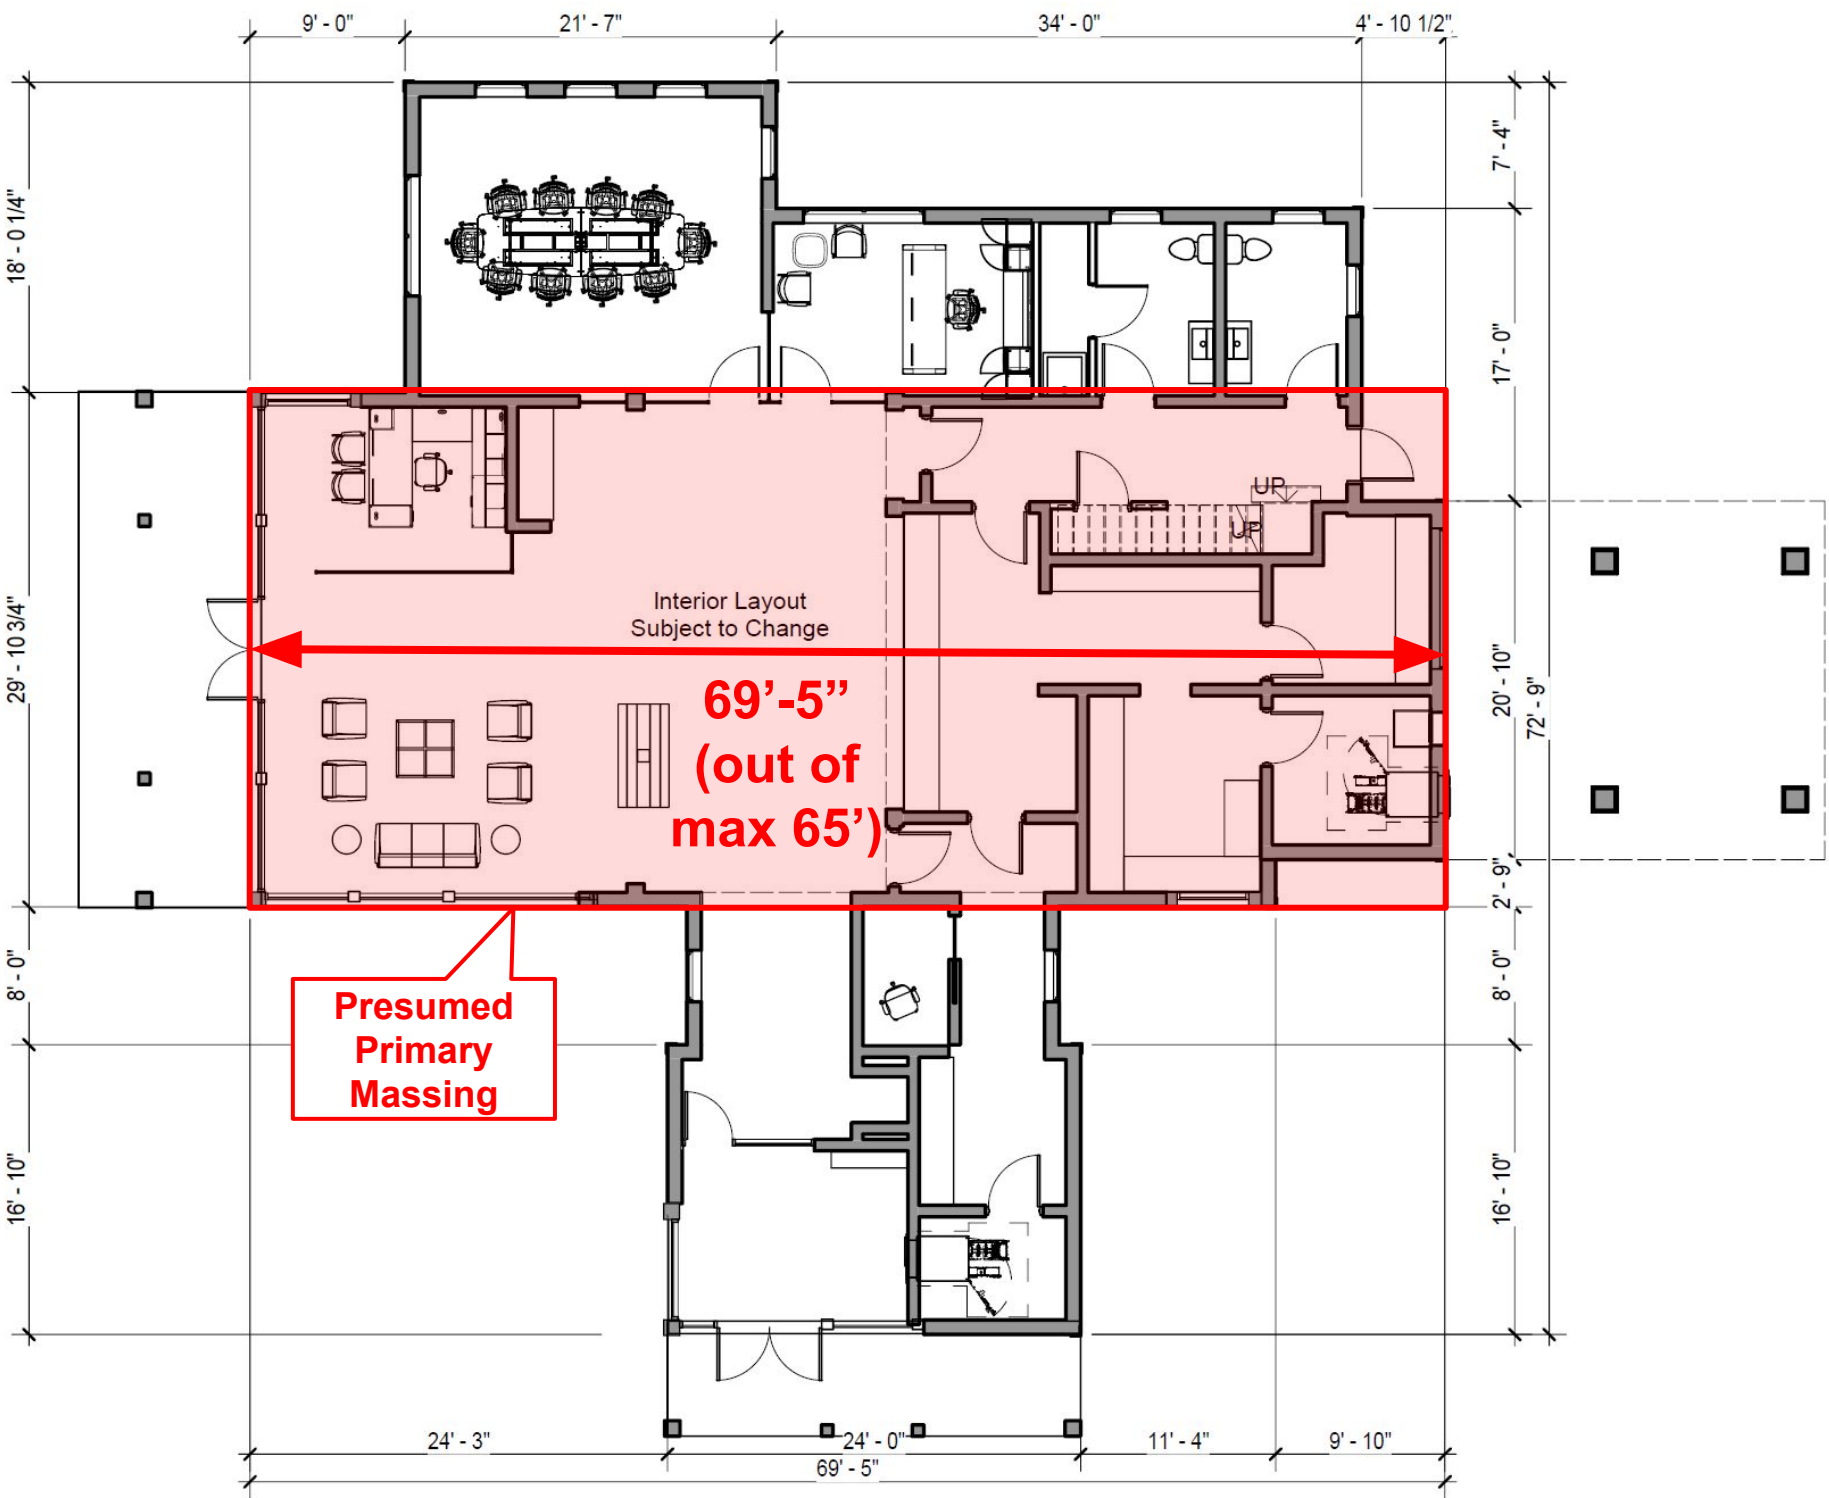 9' - 0"
21' - 7"
34' - 0"
4' - 10 1/2"
18' - 0 1/4"
7' - 4"
17' - 0"
UP
UP
Interior Layout
Subject to Change
29' - 10 3/4"
69’-5”
(out of
max 65’)
20' - 10"
72' - 9"
2' - 9"
Presumed
Primary
Massing
8' - 0"
8' - 0"
16' - 10"
16' - 10"
24' - 3"
24' - 0"
11' - 4"
9' - 10"
69' - 5"